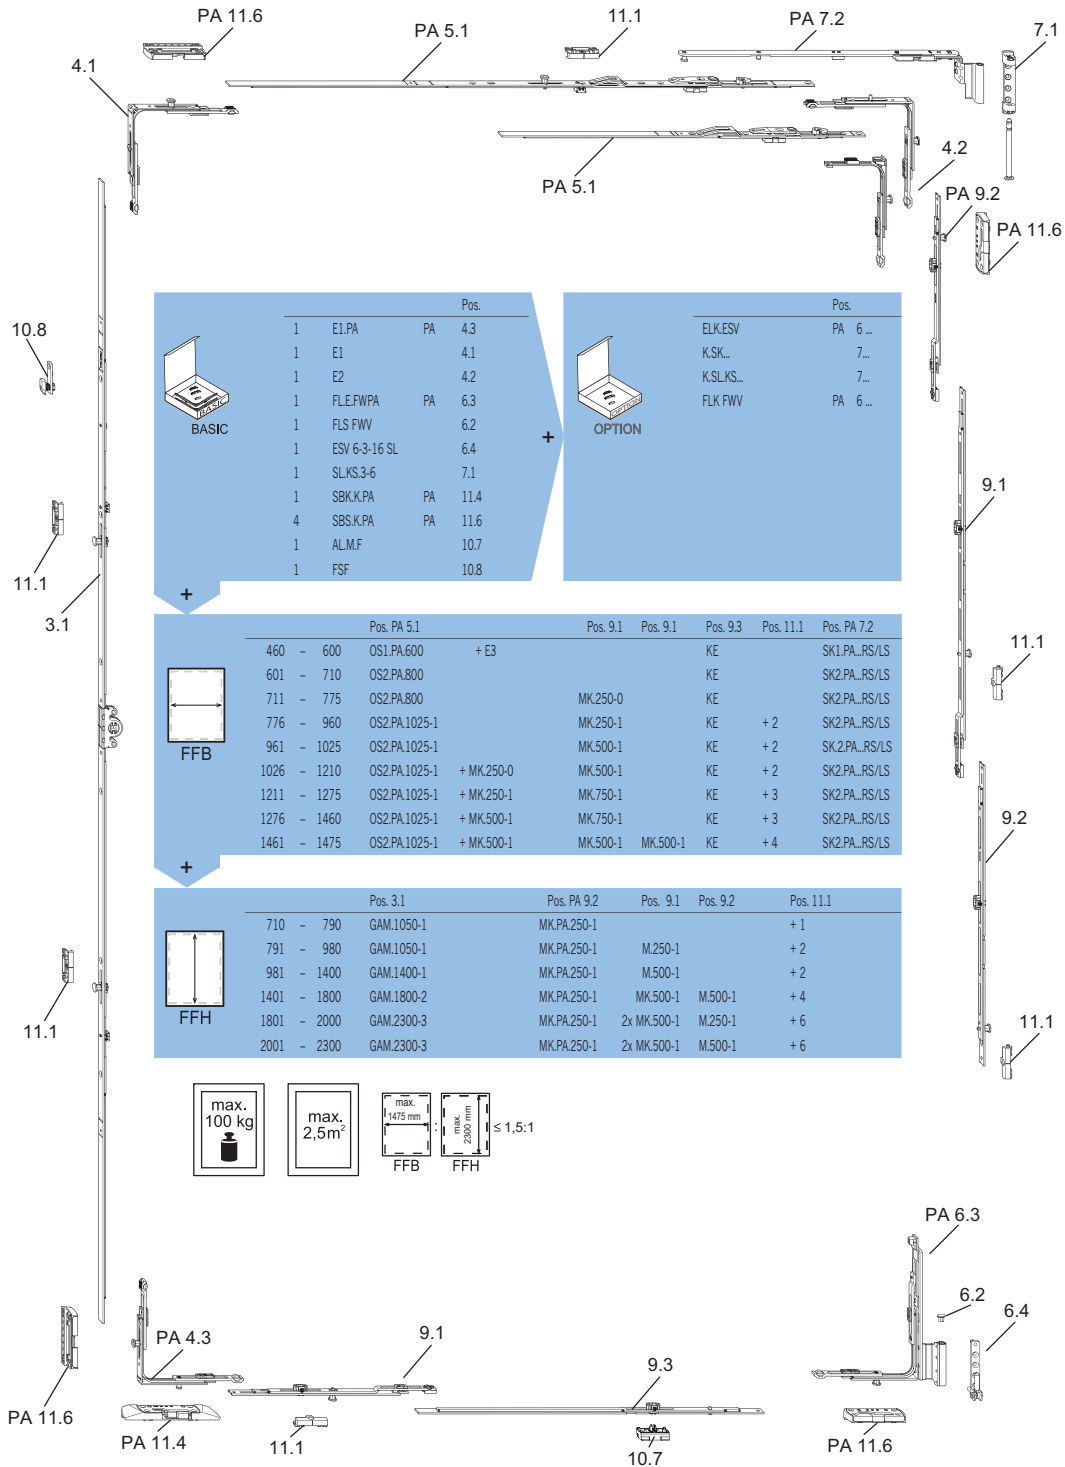 PA 11.6
PA 5.1
11.1
PA 7.2
7.1
4.1
PA 5.1
4.2
PA 9.2
PA 11.6
10.8
11.1
3.1
11.1
9.1
11.1
9.2
11.1
BASIC
BASIC
Pos.
1 E1.PA PA 4.3
1 E1 4.1
1 E2 4.2
1 FL.E.FWPA PA 6.3
1 FLS FWV 6.2
1 ESV 6-3-16 SL 6.4
1 SL.KS.3-6 7.1
1 SBK.K.PA PA 11.4
4 SBS.K.PA PA 11.6
1 AL.M.F 10.7
1 FSF 10.8
+
OPTION
OPTION
Pos.
ELK.ESV PA 6 ...
K.SK... 7...
K.SL.KS... 7...
FLK FWV PA 6 ...
+
FFB
Pos. PA 5.1 Pos. 9.1 Pos. 9.1 Pos. 9.3 Pos. 11.1 Pos. PA 7.2
460 – 600 OS1.PA.600 + E3 KE SK1.PA...RS/LS
601 – 710 OS2.PA.800 KE SK2.PA...RS/LS
711 – 775 OS2.PA.800 MK.250-0 KE SK2.PA...RS/LS
776 – 960 OS2.PA.1025-1 MK.250-1 KE + 2 SK2.PA...RS/LS
961 – 1025 OS2.PA.1025-1 MK.500-1 KE + 2 SK.2.PA...RS/LS
1026 – 1210 OS2.PA.1025-1 + MK.250-0 MK.500-1 KE + 2 SK2.PA...RS/LS
1211 – 1275 OS2.PA.1025-1 + MK.250-1 MK.750-1 KE + 3 SK2.PA...RS/LS
1276 – 1460 OS2.PA.1025-1 + MK.500-1 MK.750-1 KE + 3 SK2.PA...RS/LS
1461 – 1475 OS2.PA.1025-1 + MK.500-1 MK.500-1 MK.500-1 KE + 4 SK2.PA...RS/LS
+
FFH
Pos. 3.1 Pos. PA 9.2 Pos. 9.1 Pos. 9.2 Pos. 11.1
710 – 790 GAM.1050-1 MK.PA.250-1 + 1
791 – 980 GAM.1050-1 MK.PA.250-1 M.250-1 + 2
981 – 1400 GAM.1400-1 MK.PA.250-1 M.500-1 + 2
1401 – 1800 GAM.1800-2 MK.PA.250-1 MK.500-1 M.500-1 + 4
1801 – 2000 GAM.2300-3 MK.PA.250-1 2x MK.500-1 M.250-1 + 6
2001 – 2300 GAM.2300-3 MK.PA.250-1 2x MK.500-1 M.500-1 + 6
max.
100 kg
max.
2,5m²
max.
1475 mm
FFB
:
max.
2300 mm
FFH
≤ 1,5:1
PA 6.3
6.2
6.4
PA 4.3
9.1
9.3
PA 11.6
PA 11.4
11.1
10.7
PA 11.6